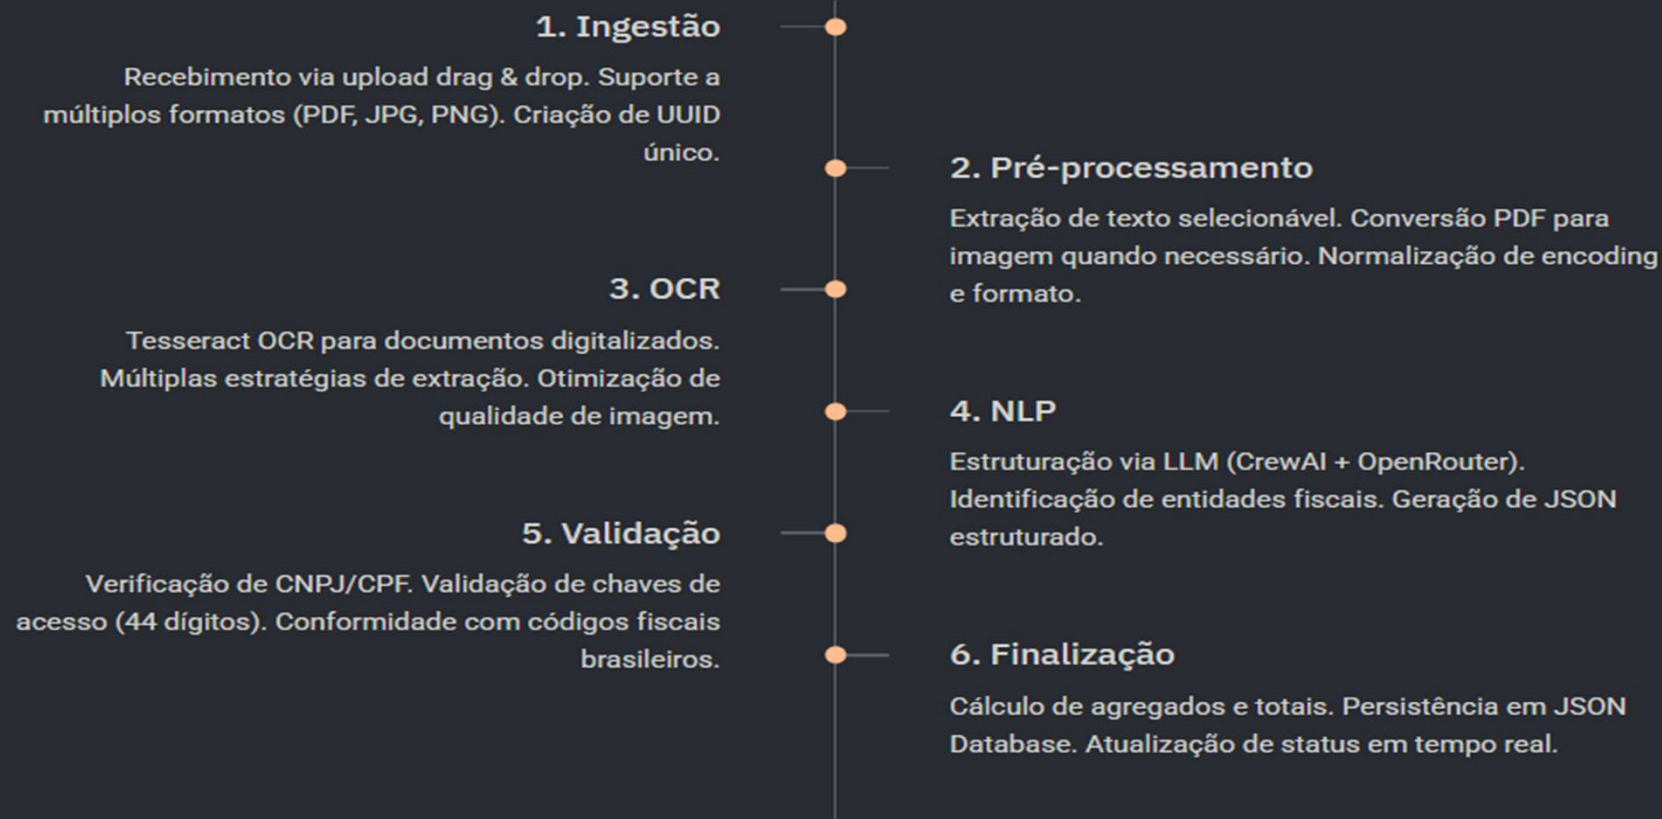 1. Ingestão
Recebimento via upload drag & drop. Suporte a
múltiplos formatos (PDF, JPG, PNG). Criação de UUID
único.
2. Pré-processamento
Extração de texto selecionável. Conversão PDF para
imagem quando necessário. Normalização de encoding
e formato.
3. OCR
Tesseract OCR para documentos digitalizados.
Múltiplas estratégias de extração. Otimização de
qualidade de imagem.
4. NLP
Estruturação via LLM (CrewAI + OpenRouter).
Identificação de entidades fiscais. Geração de JSON
estruturado.
5. Validação
Verificação de CNPJ/CPF. Validação de chaves de
acesso (44 dígitos). Conformidade com códigos fiscais
brasileiros.
6. Finalização
Cálculo de agregados e totais. Persistência em JSON
Database. Atualização de status em tempo real.